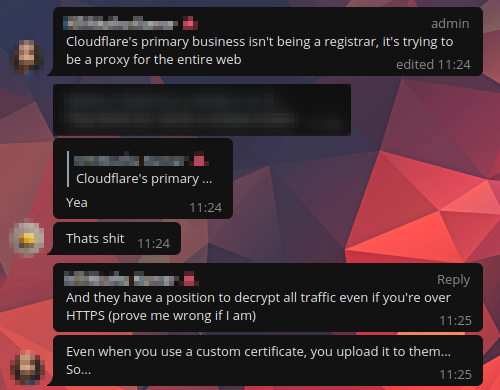 admin
Cloudflare's primary business isn't being a registrar, it's trying to
be a proxy for the entire web
edited 11:24
Cloudflare's primary ...
Yea
11:24
Thats shit 11:24
Reply
And they have a position to decrypt all traffic even if you're over
HTTPS (prove me wrong if I am)
11:25
Even when you use a custom certificate, you upload it to them...
So...
11:25